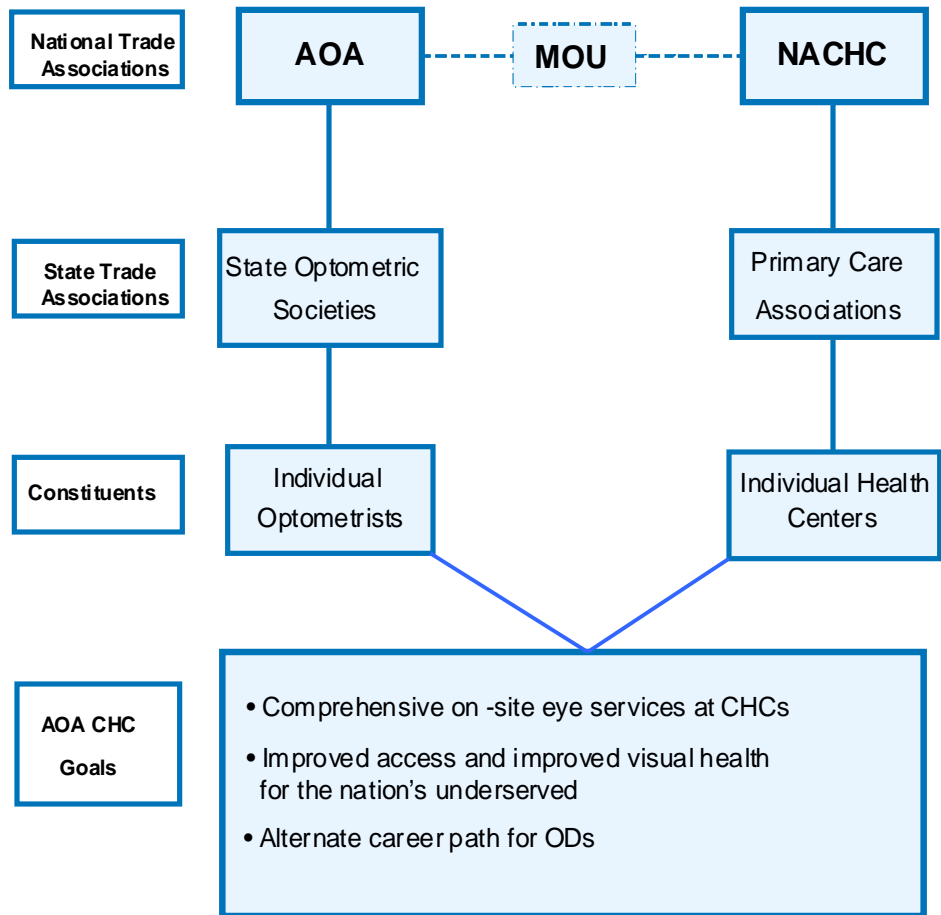 National Trade
Associations
AOA
MOU
NACHC
State Trade
Associations
State Optometric
Societies
Primary Care
Associations
Constituents
Individual
Optometrists
Individual Health
Centers
AOA CHC
Goals
• Comprehensive on -site eye services at CHCs
• Improved access and improved visual health
for the nation’s underserved
• Alternate career path for ODs